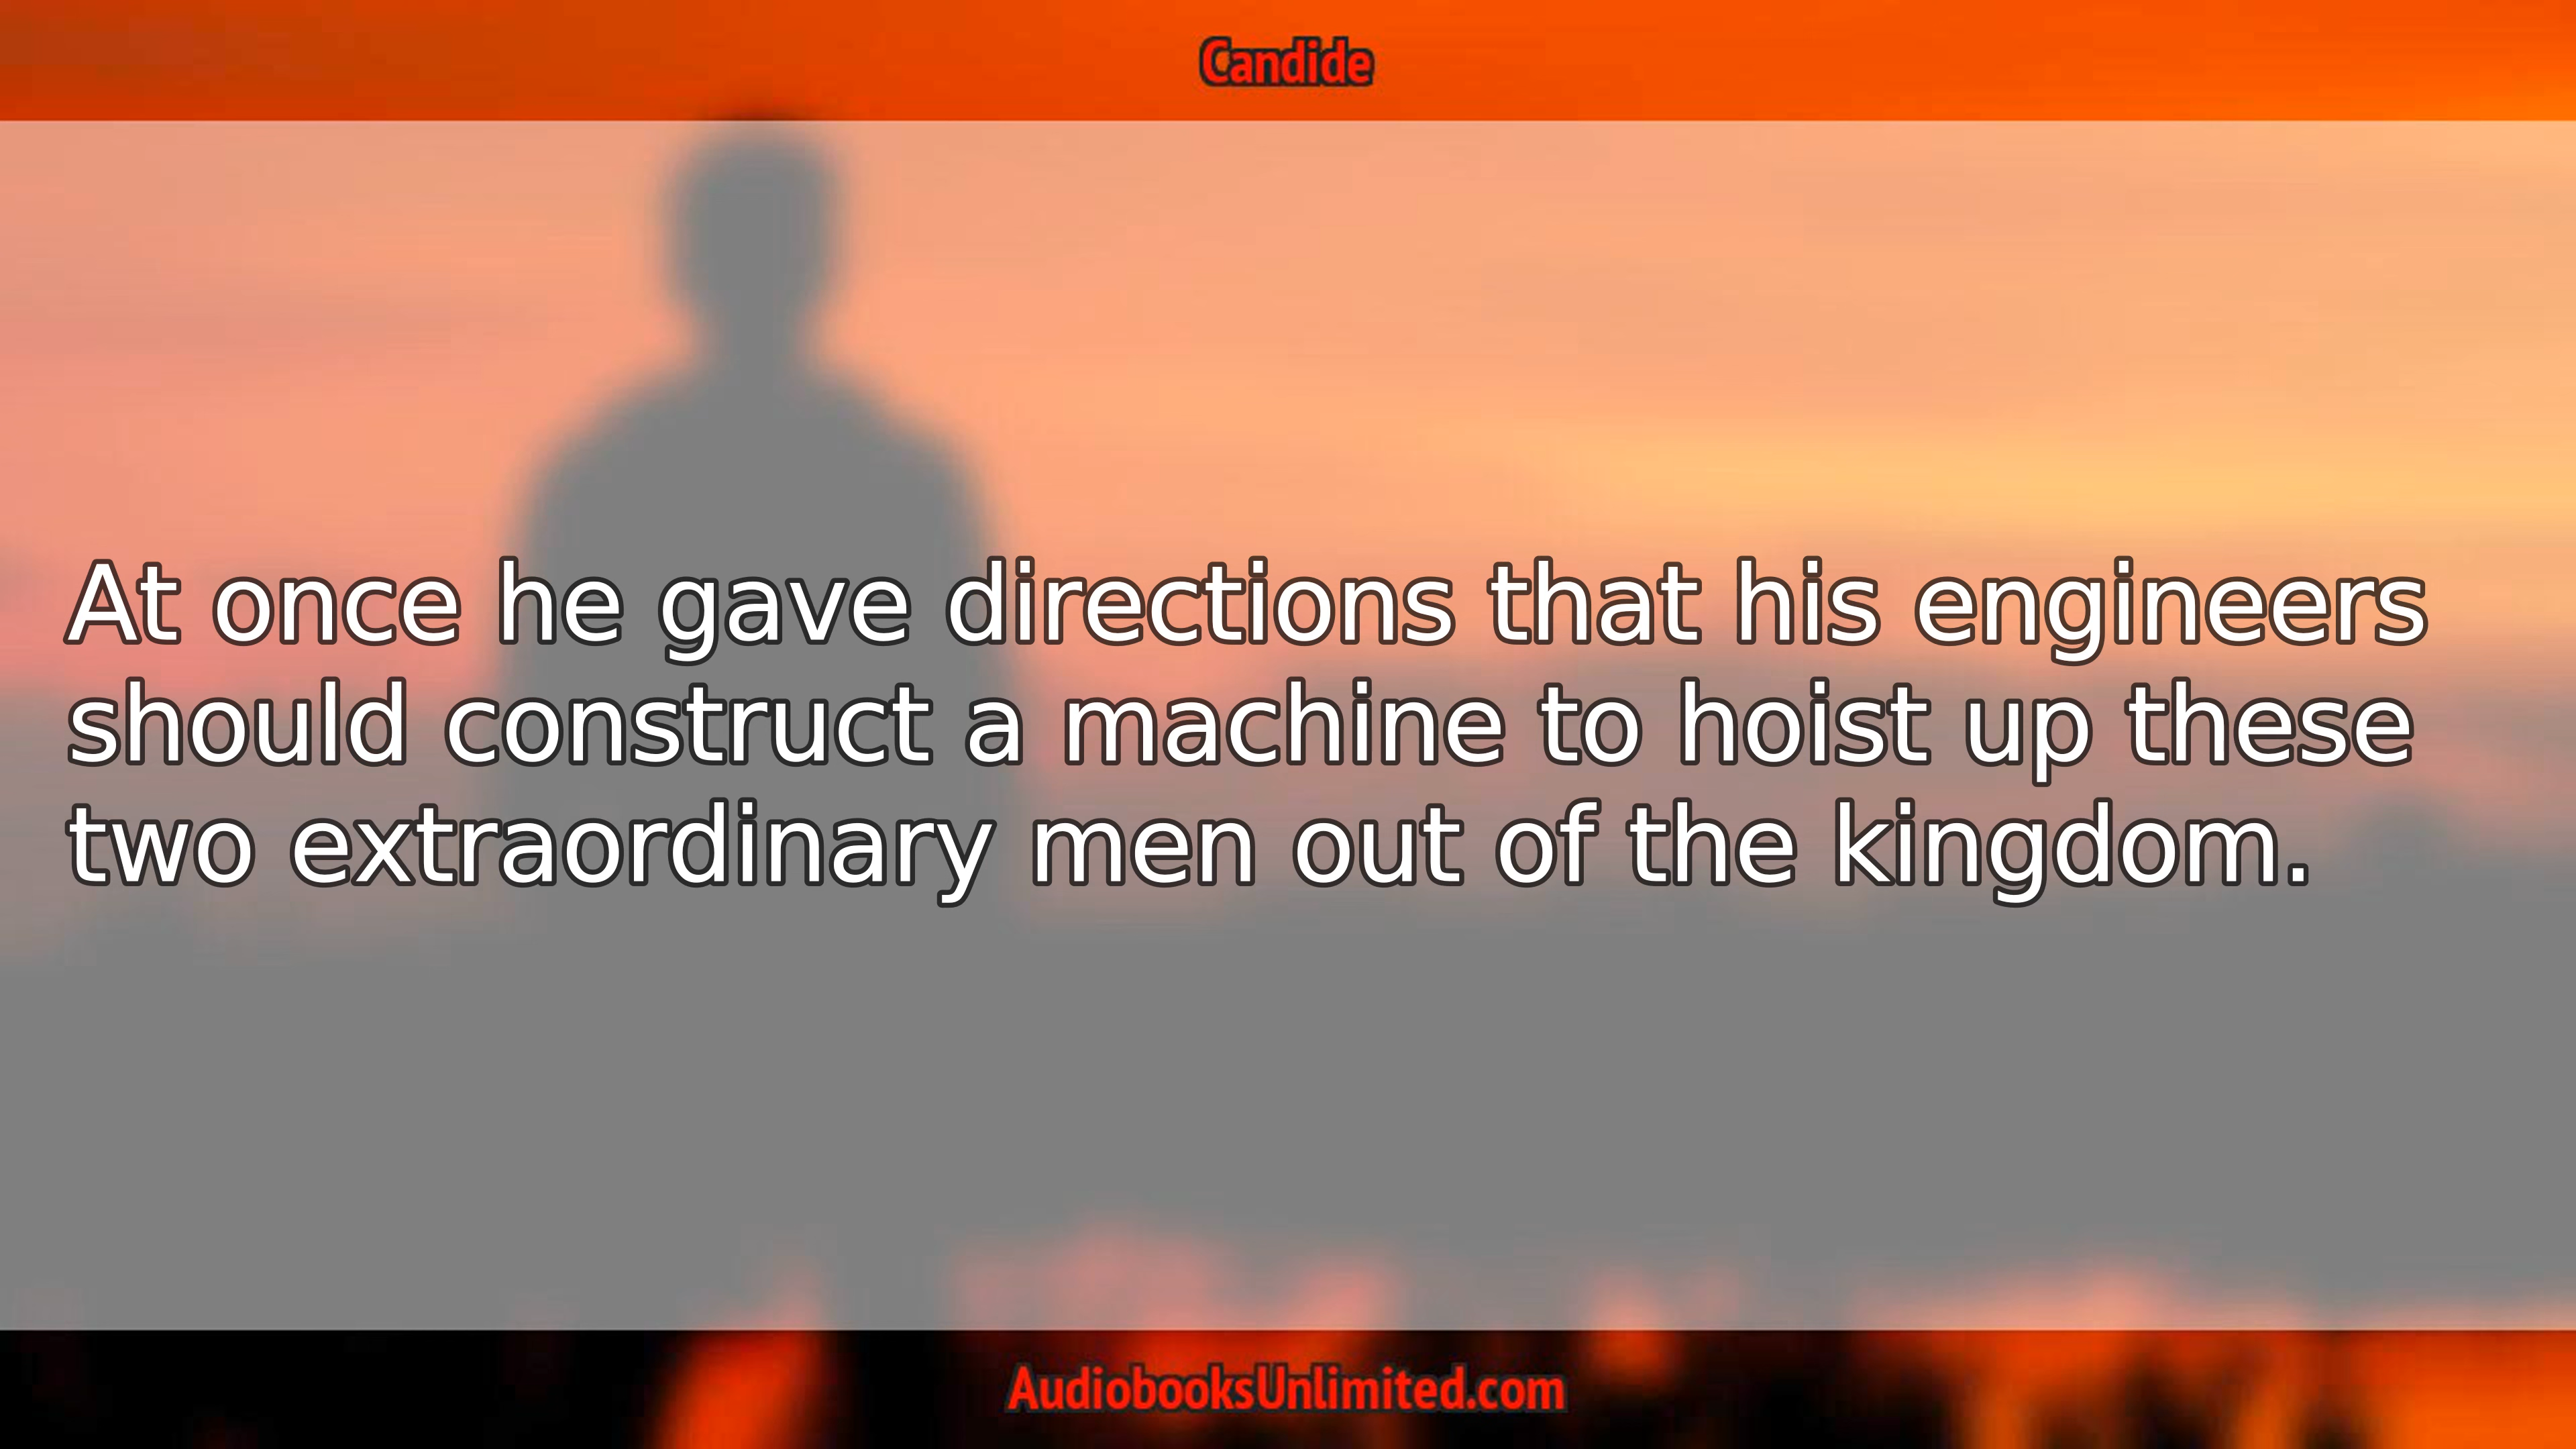 Candide
At once he gave directions that his engineers
should construct a machine to hoist up these
two extraordinary men out of the kingdom.
AudiobooksUnlimited.com